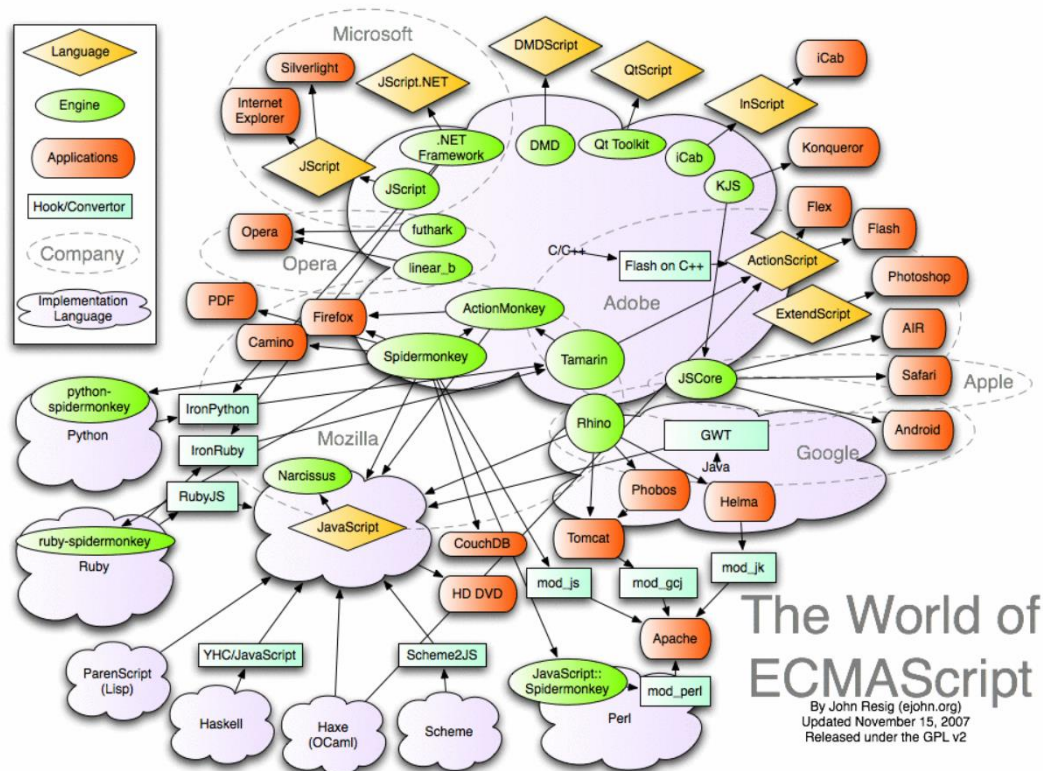 Language
Engine
Applications
Hook/Convertor
Company
Implementation
Language
Microsoft
Silverlight
JScript.NET
Internet
Explorer
JScript
.NET
Framework
JScript
DMDScript
QtScript
iCab
InScript
DMD
Qt Toolkit
iCab
Konqueror
KJS
Opera
futhark
linear_b
Opera
C/C++
Flash on C++
Adobe
ActionScript
Flex
Flash
Photoshop
ExtendScript
AIR
PDF
Firefox
ActionMonkey
Camino
Spidermonkey
Tamarin
JSCore
Safari
Apple
Android
python-
spidermonkey
Python
IronPython
IronRuby
Mozilla
Rhino
GWT
Java
Google
Narcissus
RubyJS
JavaScript
Phobos
Helma
ruby-spidermonkey
Ruby
CouchDB
Tomcat
HD DVD
mod_js
mod_gcj
mod_jk
Apache
ParenScript
(Lisp)
YHC/JavaScript
Scheme2JS
Haskell
Haxe
(OCaml)
Scheme
JavaScript::
Spidermonkey
mod_perl
Perl
The World of
ECMAScript
By John Resig (ejohn.org)
Updated November 15, 2007
Released under the GPL v2